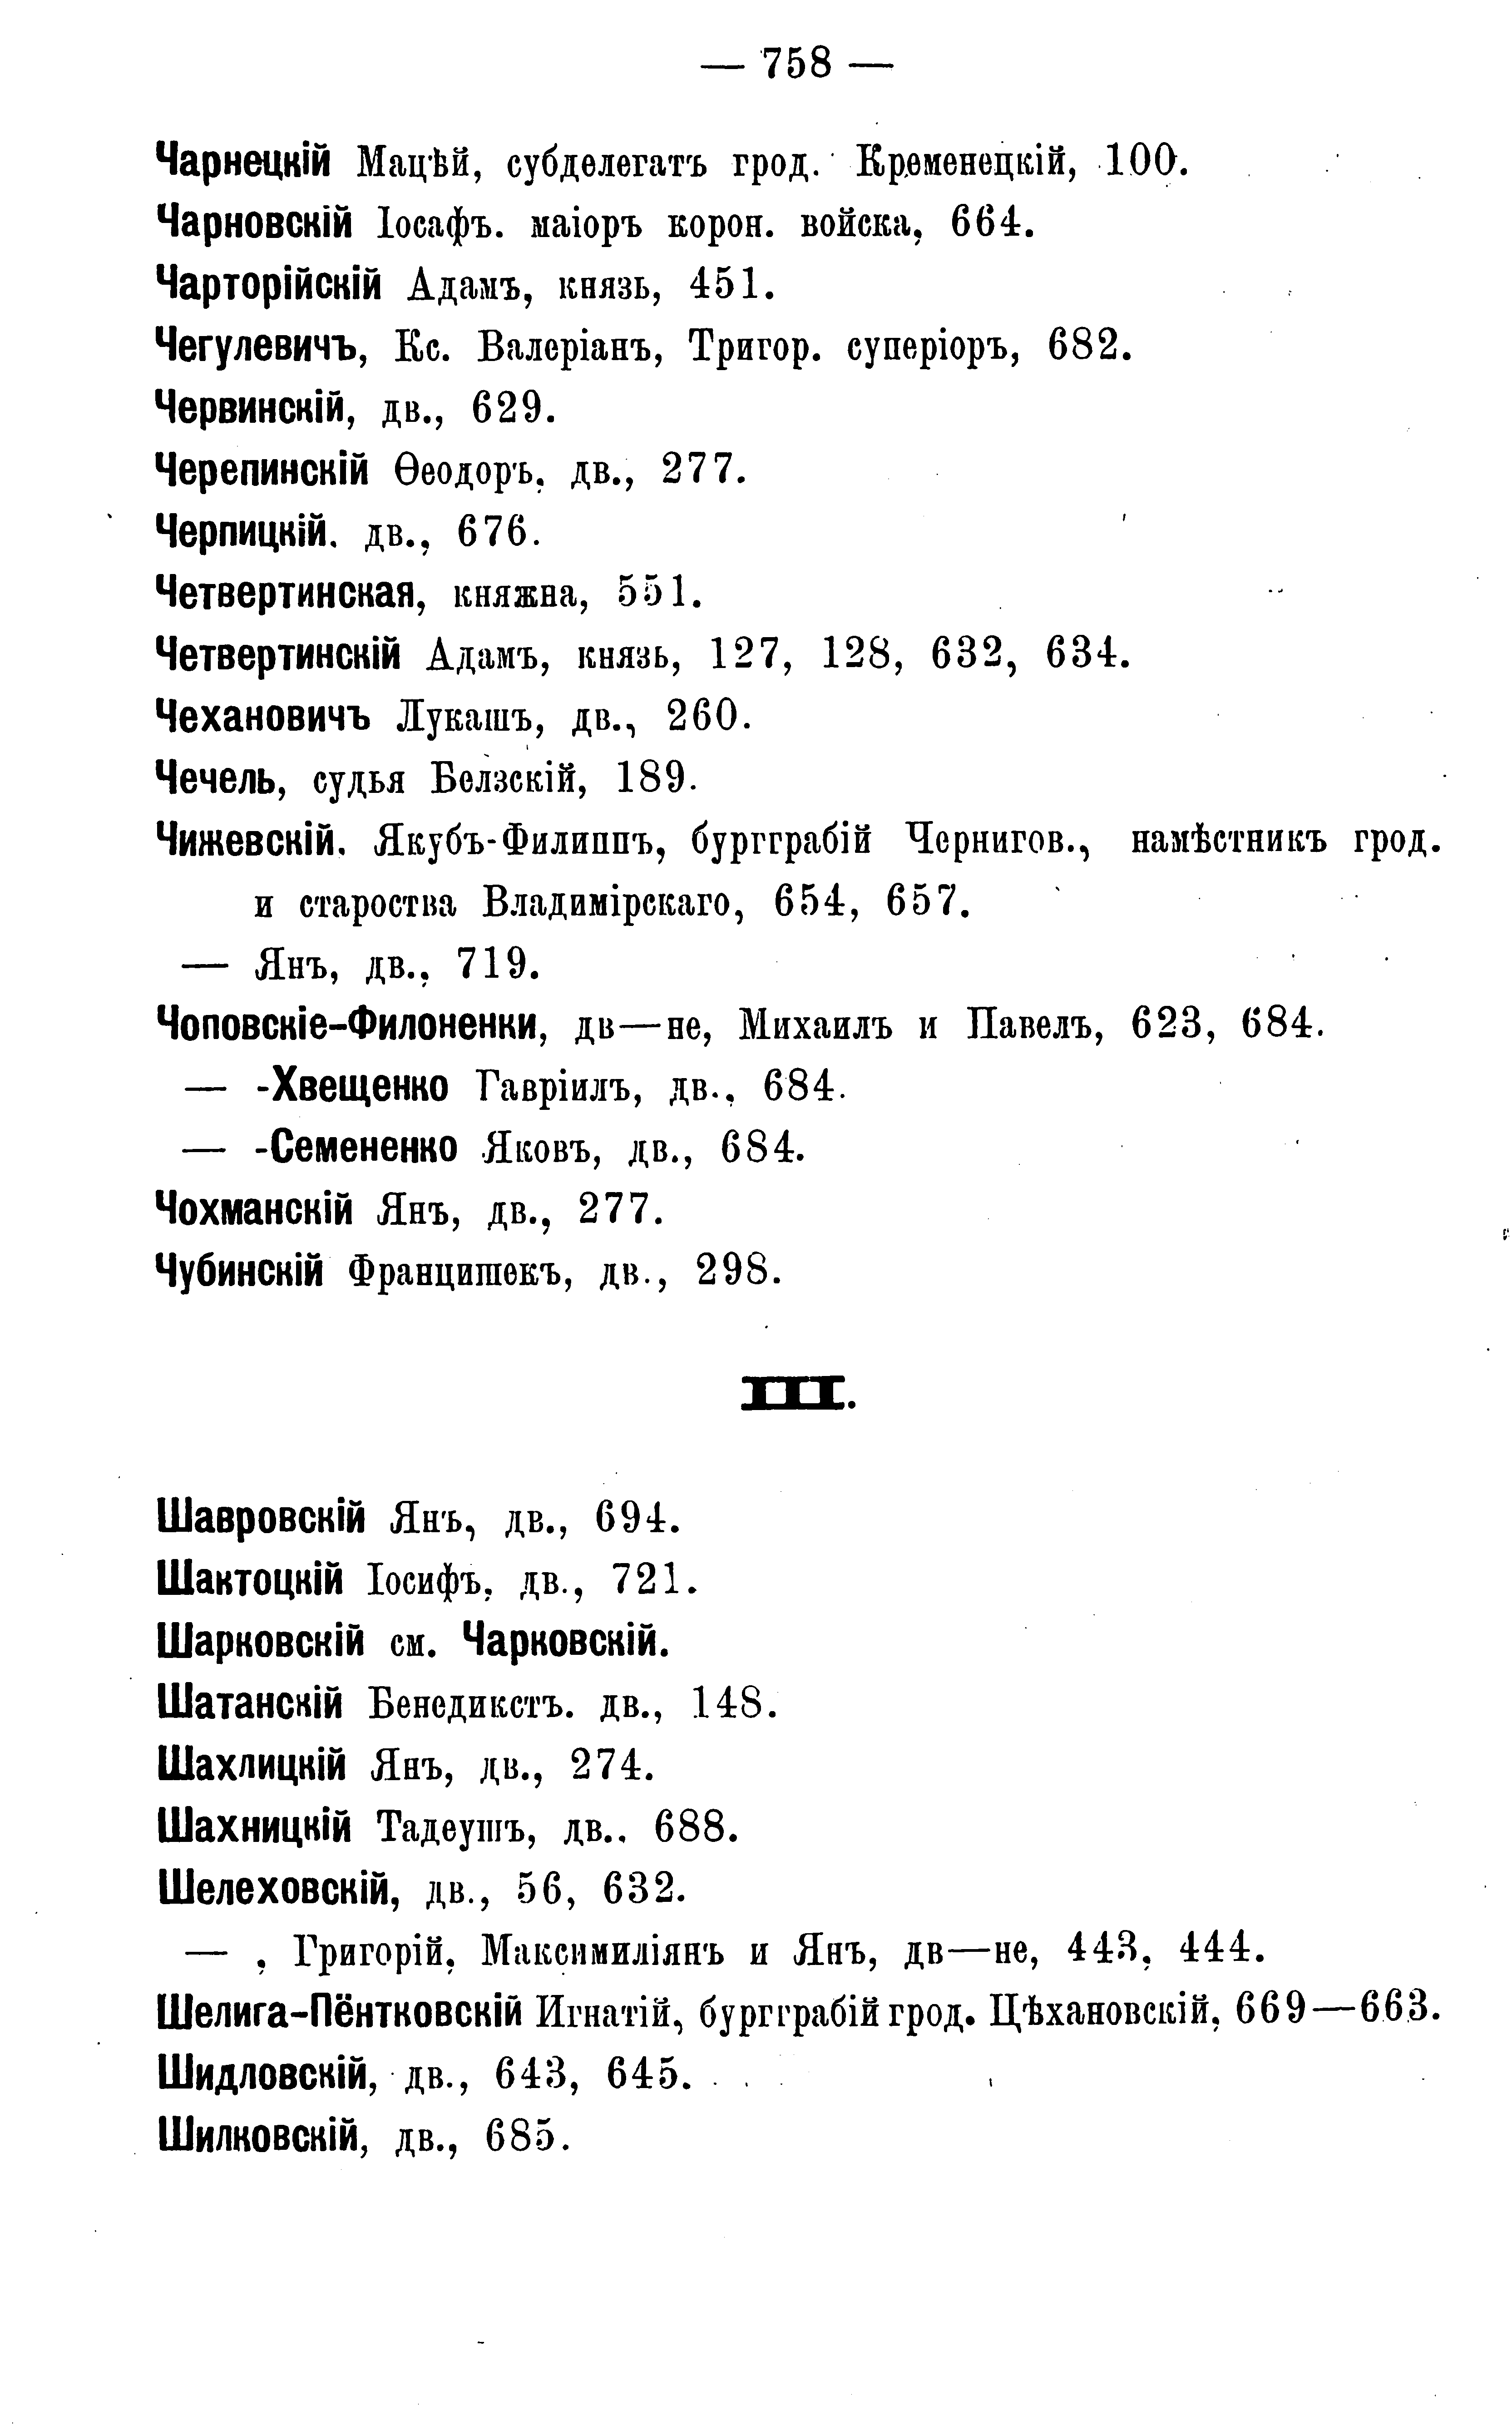 — 758 —
Чарнецкій Мацѣй, субделегатъ грод. Кременецкій, 100.
Чарновскій Іосафъ. маіоръ корон. войска, 664.
Чарторійскій Адамъ, князь, 451.
Чегулевичъ, Кс. Валеріанъ, Тригор. суперіоръ, 682.
Червинскій, дв., 629.
Черепинскій Ѳеодоръ, дв., 277.
Черпицкій. дв., 676.
Четвертинская, княжна, 551.
Четвертинскій Адамъ, князь, 127, 128, 632, 634.
Чехановичъ Лукашъ, дв., 260.
Чечель, судья Белзскій, 189.
Чижевскій. Якубъ-Филиппъ, бургграбій Чернигов., намѣстникъ грод.
и староства Владимірскаго, 654, 657.
— Янъ, дв., 719.
Чоповскіе-Филоненки, дв—не, Михаилъ и Павелъ, 623, 684.
— -Хвещенко Гавріилъ, дв., 684.
— -Семененко Яковъ, дв., 684.
Чохманскій Янъ, дв., 277.
Чубинскій Францишекъ, дв., 298.
Ш.
Шавровскій Янъ, дв., 694.
Шактоцкій Іосифъ, дв., 721.
Шарковскій см. Чарковскій.
Шатанскій Бенедикстъ. дв., 148.
Шахлицкій Янъ, дв., 274.
Шахницкій Тадеушъ, дв.. 688.
Шелеховскій, дв., 56, 632.
— , Григорій, Максимиліянъ и Янъ, дв—не, 443, 444.
Шелига-Пёнтковскій Игнатій, бургграбій грод. Цѣхановскій, 669—663.
Шидловскій, дв., 643, 645.
Шилковскій, дв., 685.